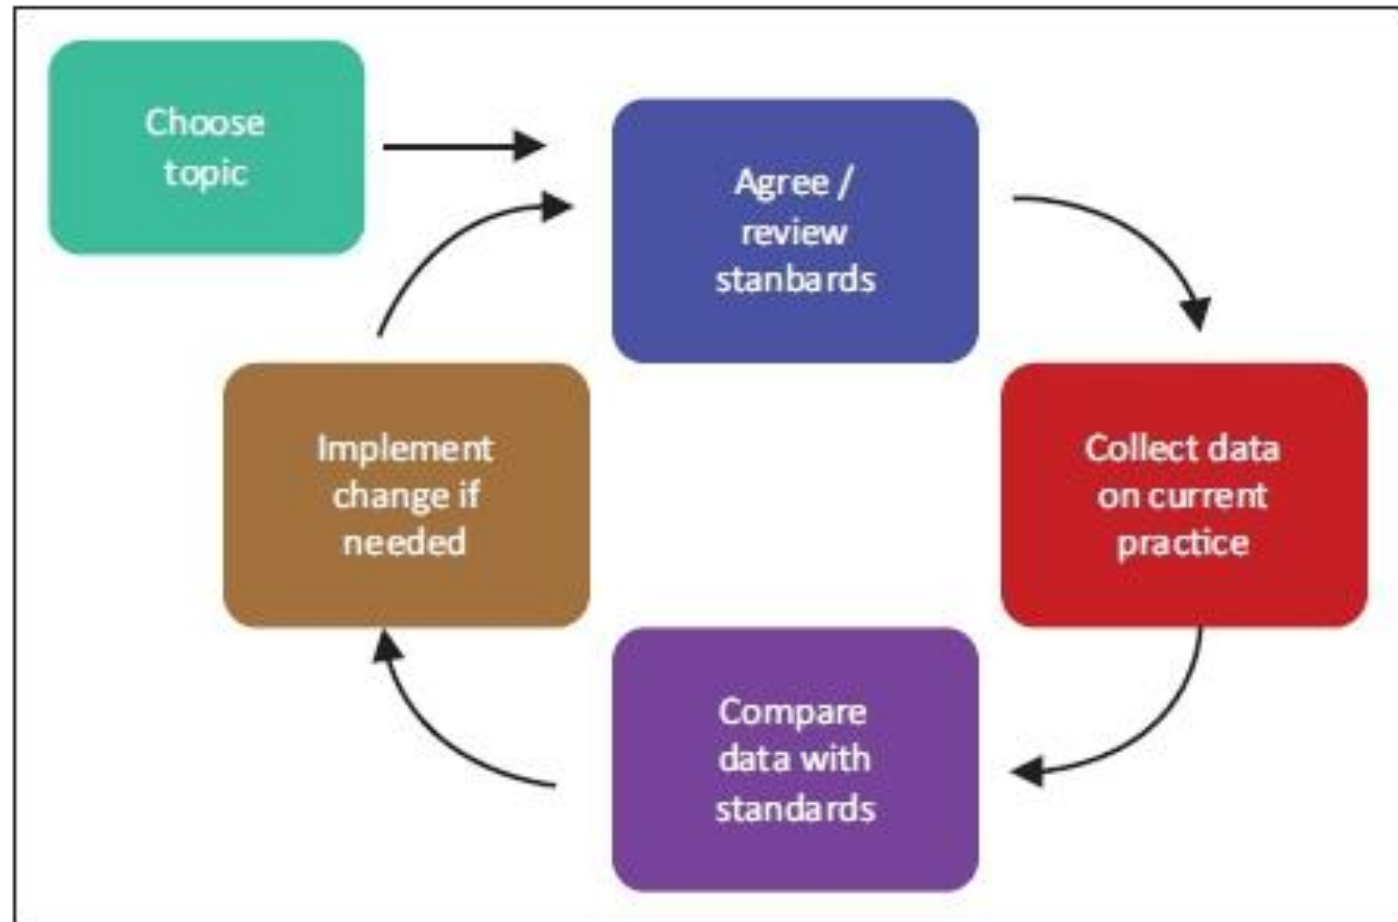 Choose
topic
Agree /
review
stanbards
Collect data
on current
practice
Compare
data with
standards
Implement
change if
needed